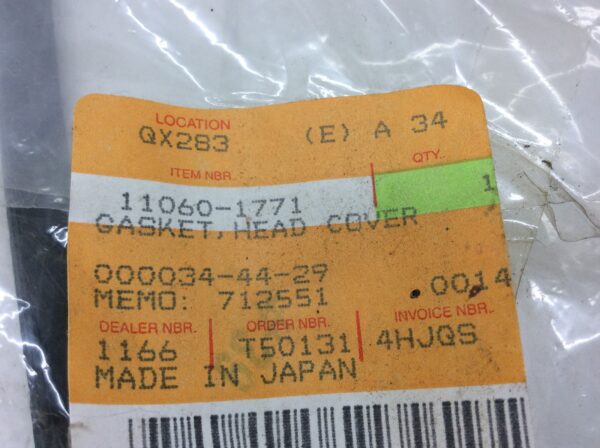 LOCATION
QX283 (E) A 34
ITEM NBR. QTY.
11060-1771 1
GASKET, HEAD COVER
000034-44-29 0014
MEMO: 712551
DEALER NBR. ORDER NBR. INVOICE NBR.
1166 T50131 4HJQS
MADE IN JAPAN